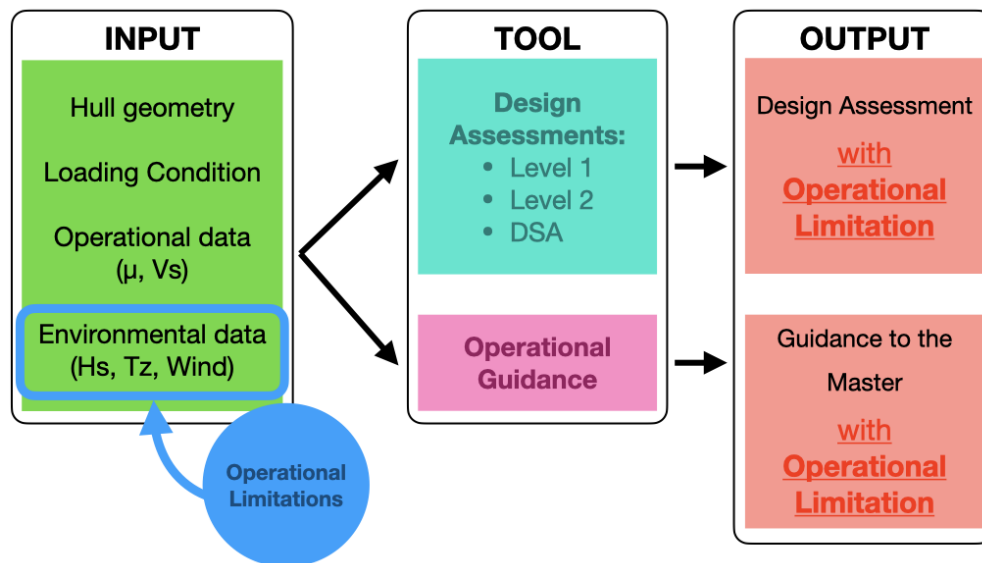 INPUT
Hull geometry
Loading Condition
Operational data
(μ, Vs)
Environmental data
(Hs, Tz, Wind)
Operational
Limitations
TOOL
Design
Assessments:
• Level 1
• Level 2
• DSA
Operational
Guidance
OUTPUT
Design Assessment
with
Operational
Limitation
Guidance to the
Master
with
Operational
Limitation